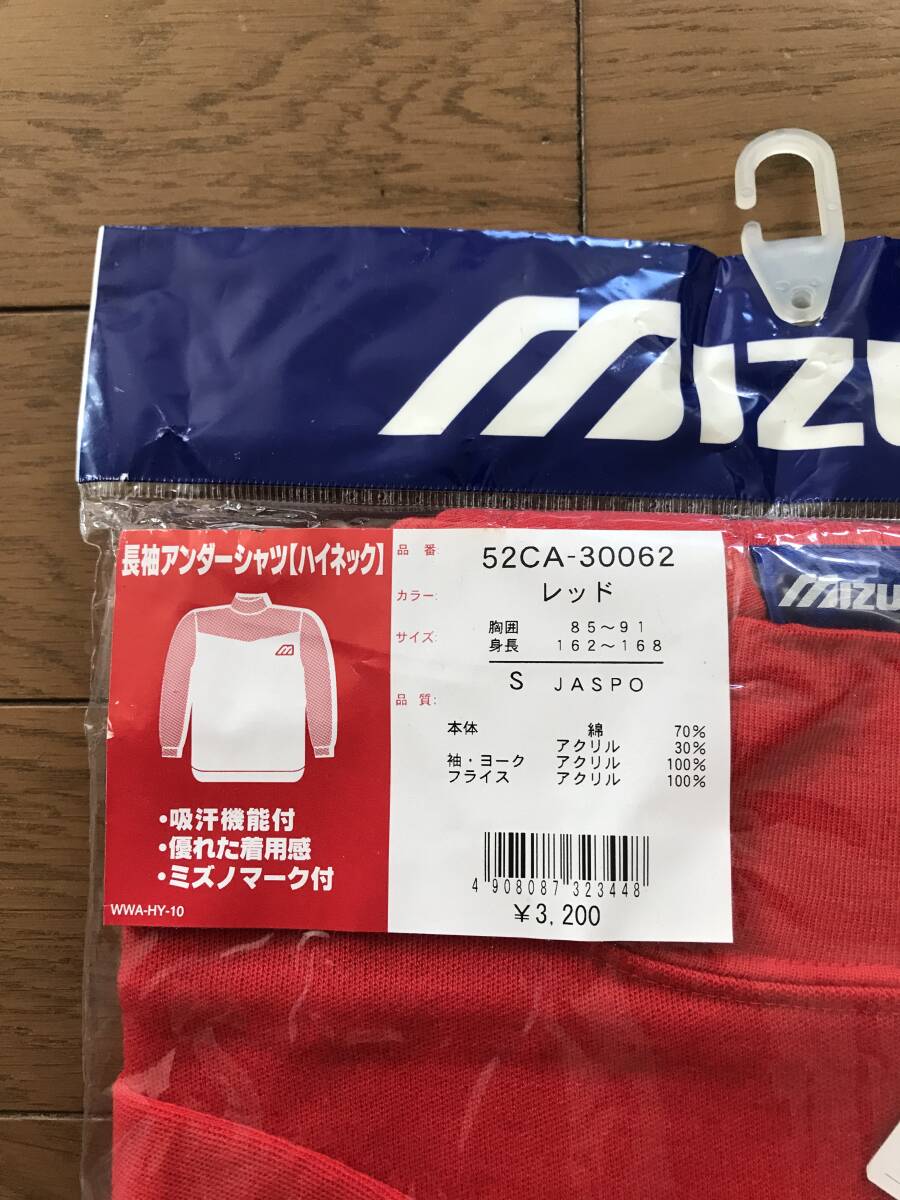 mizu
mizu
長袖アンダーシャツ【ハイネック】
・吸汗機能付
・優れた着用感
・ミズノマーク付
WWA-HY-10
品番: 52CA-30062
カラー: レッド
サイズ: 胸囲 85～91
身長 162～168
S JASPO
品質:
本体 綿 70%
アクリル 30%
袖・ヨーク アクリル 100%
フライス アクリル 100%
4 908087 323448
¥3,200